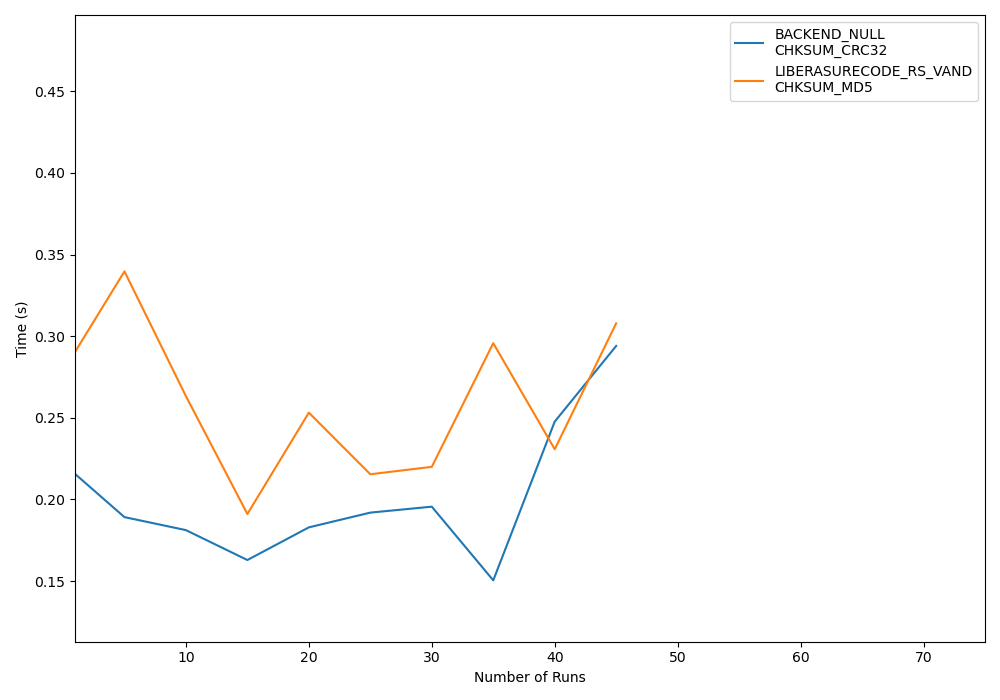 BACKEND_NULL
CHKSUM_CRC32
LIBERASURECODE_RS_VAND
CHKSUM_MD5
0.45
0.40
0.35
0.30
0.25
0.20
0.15
Time (s)
10 20 30 40 50 60 70
Number of Runs